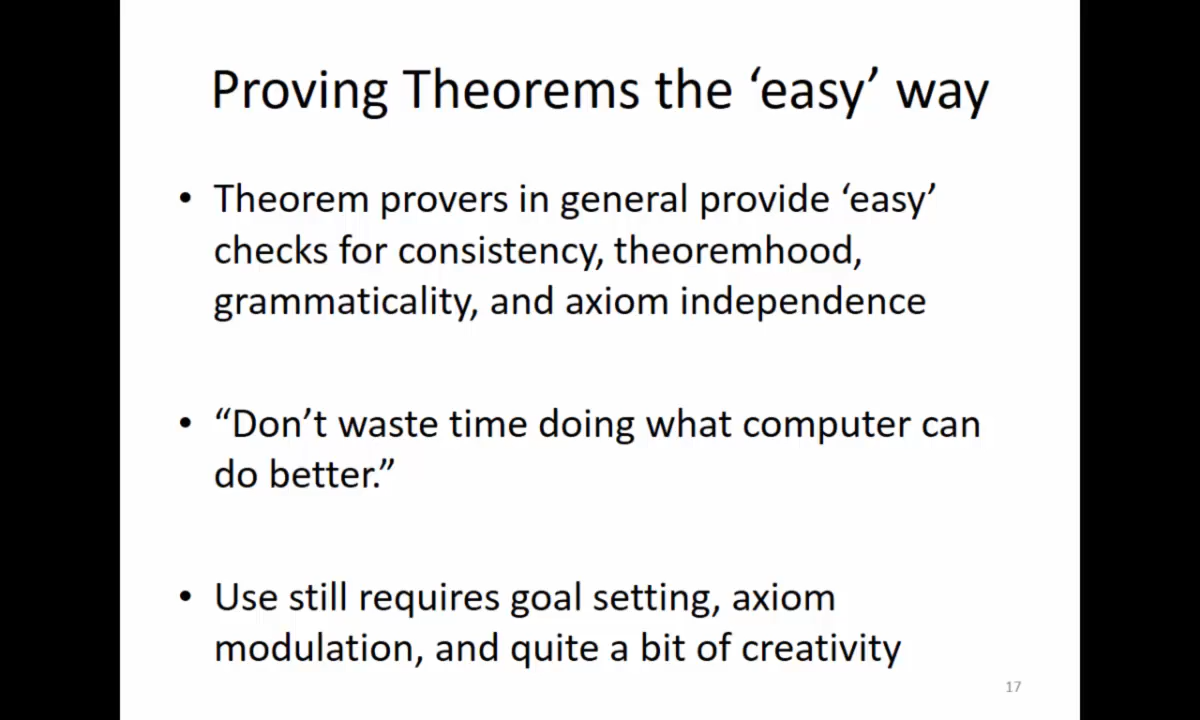 Proving Theorems the ‘easy’ way
• Theorem provers in general provide ‘easy’
checks for consistency, theoremhood,
grammaticality, and axiom independence
• “Don’t waste time doing what computer can
do better.”
• Use still requires goal setting, axiom
modulation, and quite a bit of creativity
17